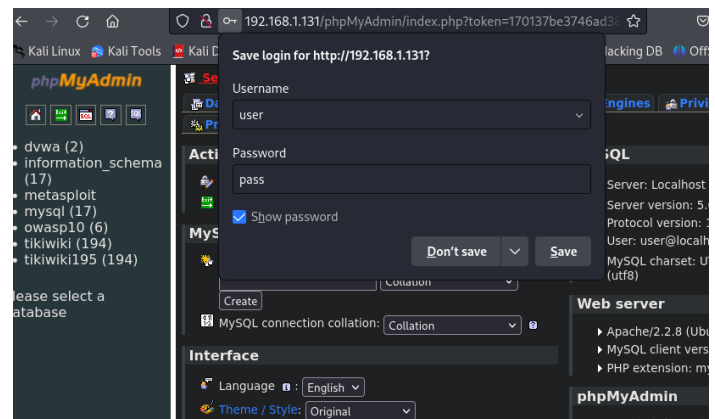 192.168.1.131/phpMyAdmin/index.php?token=170137be3746ad3
Kali Linux
Kali Tools
Kali D
Hacking DB
OffS
phpMyAdmin
dvwa (2)
information_schema
(17)
metasploit
mysql (17)
owasp10 (6)
tikiwiki (194)
tikiwiki195 (194)
lease select a
atabase
Se
Da
Pr
Engines
Privi
Save login for http://192.168.1.131?
Username
user
Password
pass
Show password
Don't save
Save
Acti
MyS
Collation
Create
MySQL connection collation:
Collation
Interface
Language
:
English
Theme / Style:
Original
SQL
Server: Localhost
Server version: 5.
Protocol version: 1
User: user@localh
MySQL charset: U
(utf8)
Web server
Apache/2.2.8 (Ubu
MySQL client vers
PHP extension: my
phpMyAdmin